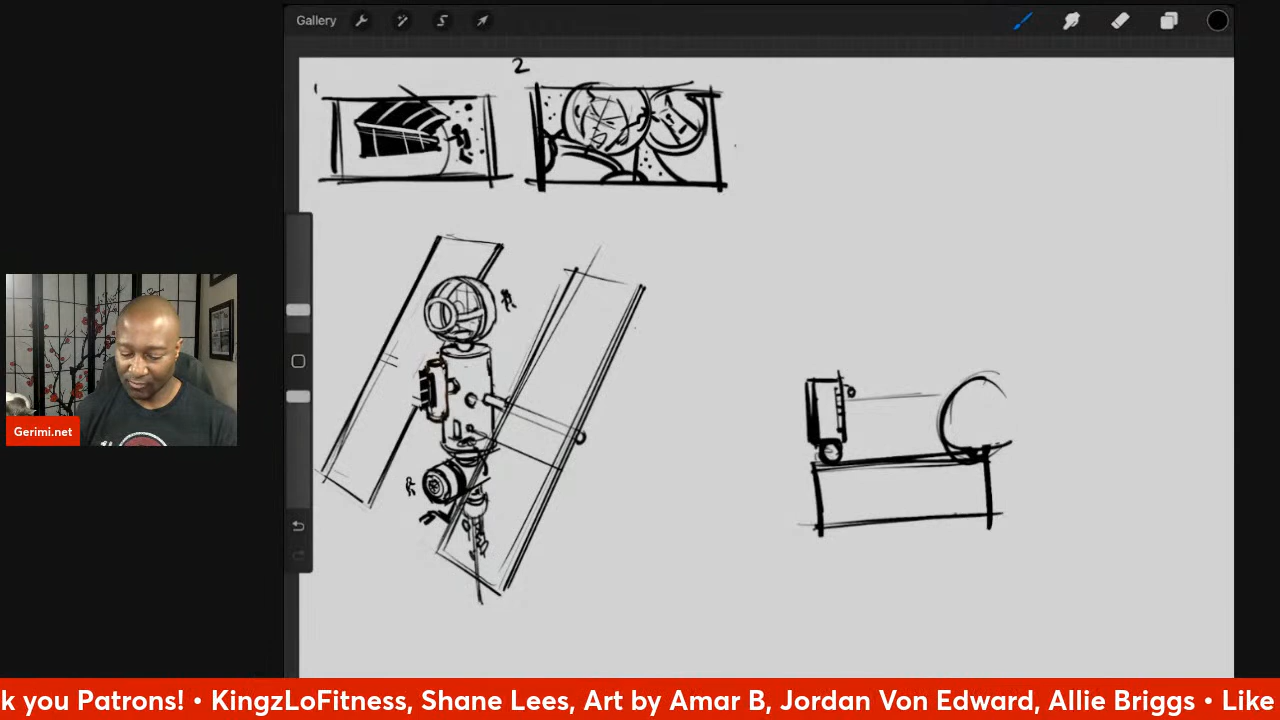 Gallery
1
2
Gerimi.net
k you Patrons! • KingzLoFitness, Shane Lees, Art by Amar B, Jordan Von Edward, Allie Briggs • Like